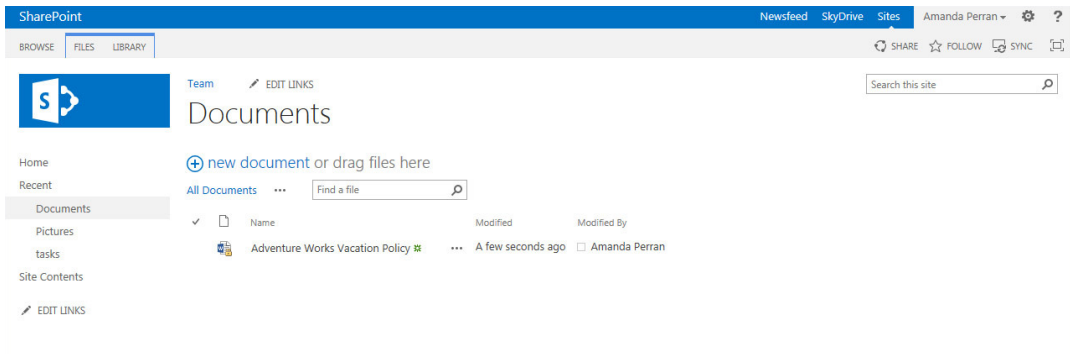 SharePoint Newsfeed SkyDrive Sites Amanda Perran ?
BROWSE FILES LIBRARY SHARE FOLLOW SYNC
S
Team EDIT LINKS Search this site
Documents
Home
new document or drag files here
Recent
All Documents ... Find a file
Documents
Pictures
Name Modified Modified By
tasks
Adventure Works Vacation Policy ... A few seconds ago Amanda Perran
Site Contents
EDIT LINKS